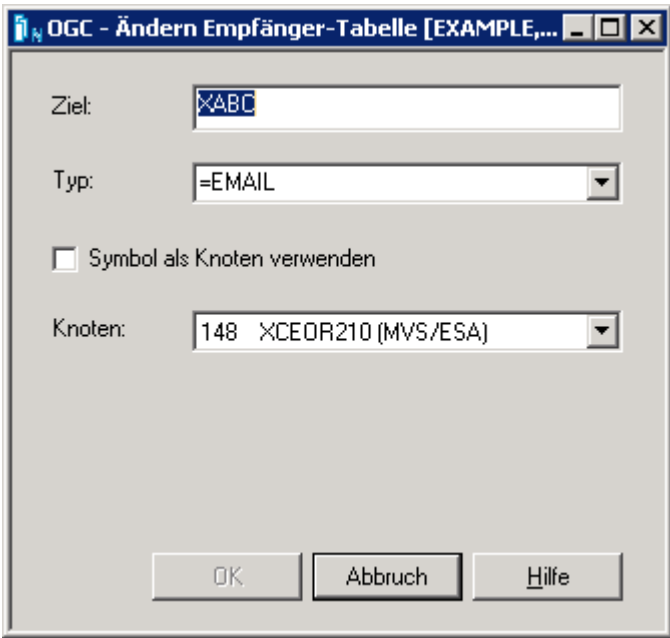 OGC - Ändern Empfänger-Tabelle [EXAMPLE,...
Ziel: XABC
Typ: =EMAIL
Symbol als Knoten verwenden
Knoten: 148 XCEOR210 (MVS/ESA)
OK Abbruch Hilfe